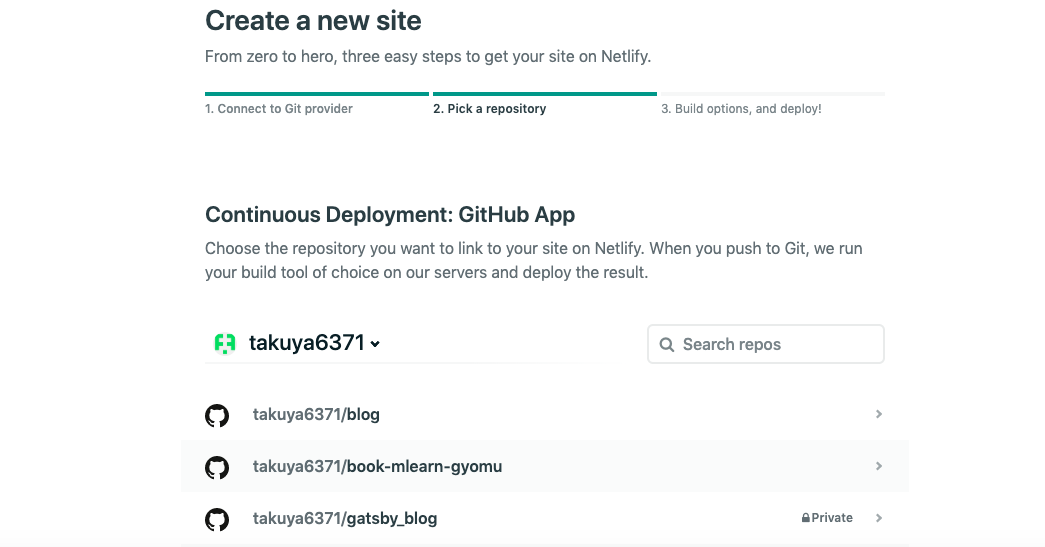 Create a new site
From zero to hero, three easy steps to get your site on Netlify.
1. Connect to Git provider
2. Pick a repository
3. Build options, and deploy!
Continuous Deployment: GitHub App
Choose the repository you want to link to your site on Netlify. When you push to Git, we run
your build tool of choice on our servers and deploy the result.
takuya6371
Search repos
takuya6371/blog
takuya6371/book-mlearn-gyomu
takuya6371/gatsby_blog
Private